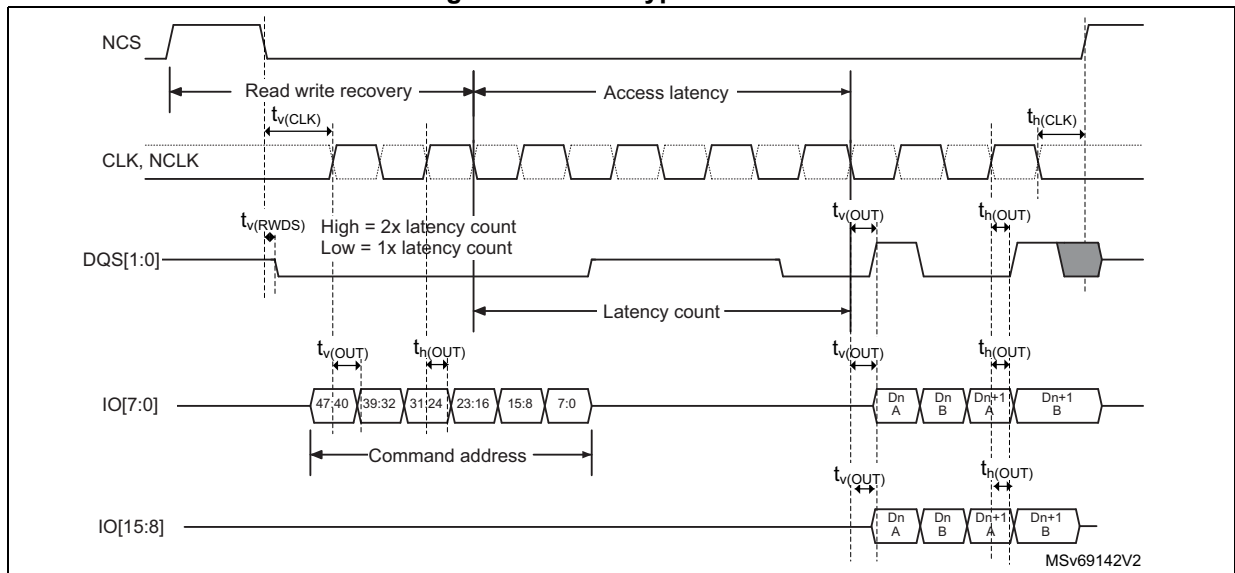 NCS
Read write recovery
Access latency
tv(CLK)
th(CLK)
CLK, NCLK
tv(RWDS)
High = 2x latency count
Low = 1x latency count
tv(OUT)
th(OUT)
DQS[1:0]
Latency count
tv(OUT)
th(OUT)
tv(OUT)
th(OUT)
IO[7:0]
47:40 39:32 31:24 23:16 15:8 7:0
Dn A
Dn B
Dn+1 A
Dn+1 B
Command address
tv(OUT)
th(OUT)
IO[15:8]
Dn A
Dn B
Dn+1 A
Dn+1 B
MSv69142V2